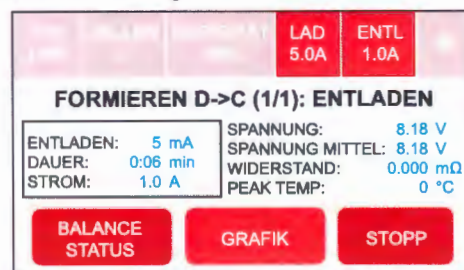 LAD ENTL
5.0A 1.0A
FORMIEREN D->C (1/1): ENTLADEN
ENTLADEN: 5 mA
DAUER: 0:06 min
STROM: 1.0 A
SPANNUNG: 8.18 V
SPANNUNG MITTEL: 8.18 V
WIDERSTAND: 0.000 mΩ
PEAK TEMP: 0 °C
BALANCE
STATUS
GRAFIK
STOPP